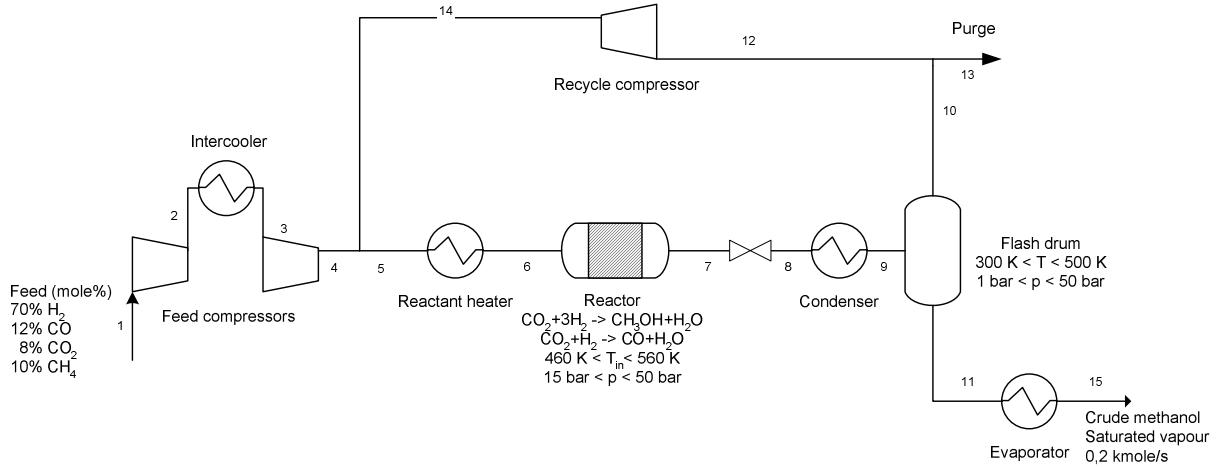 14
12
Purge
13
Recycle compressor
10
Intercooler
2
3
4
5
6
7
8
9
Flash drum
300 K < T < 500 K
1 bar < p < 50 bar
Reactant heater
Reactor
Condenser
Feed (mole%)
70% H2
12% CO
8% CO2
10% CH4
1
Feed compressors
CO2+3H2 -> CH3OH+H2O
CO2+H2 -> CO+H2O
460 K < Tin< 560 K
15 bar < p < 50 bar
11
15
Crude methanol
Saturated vapour
0,2 kmole/s
Evaporator